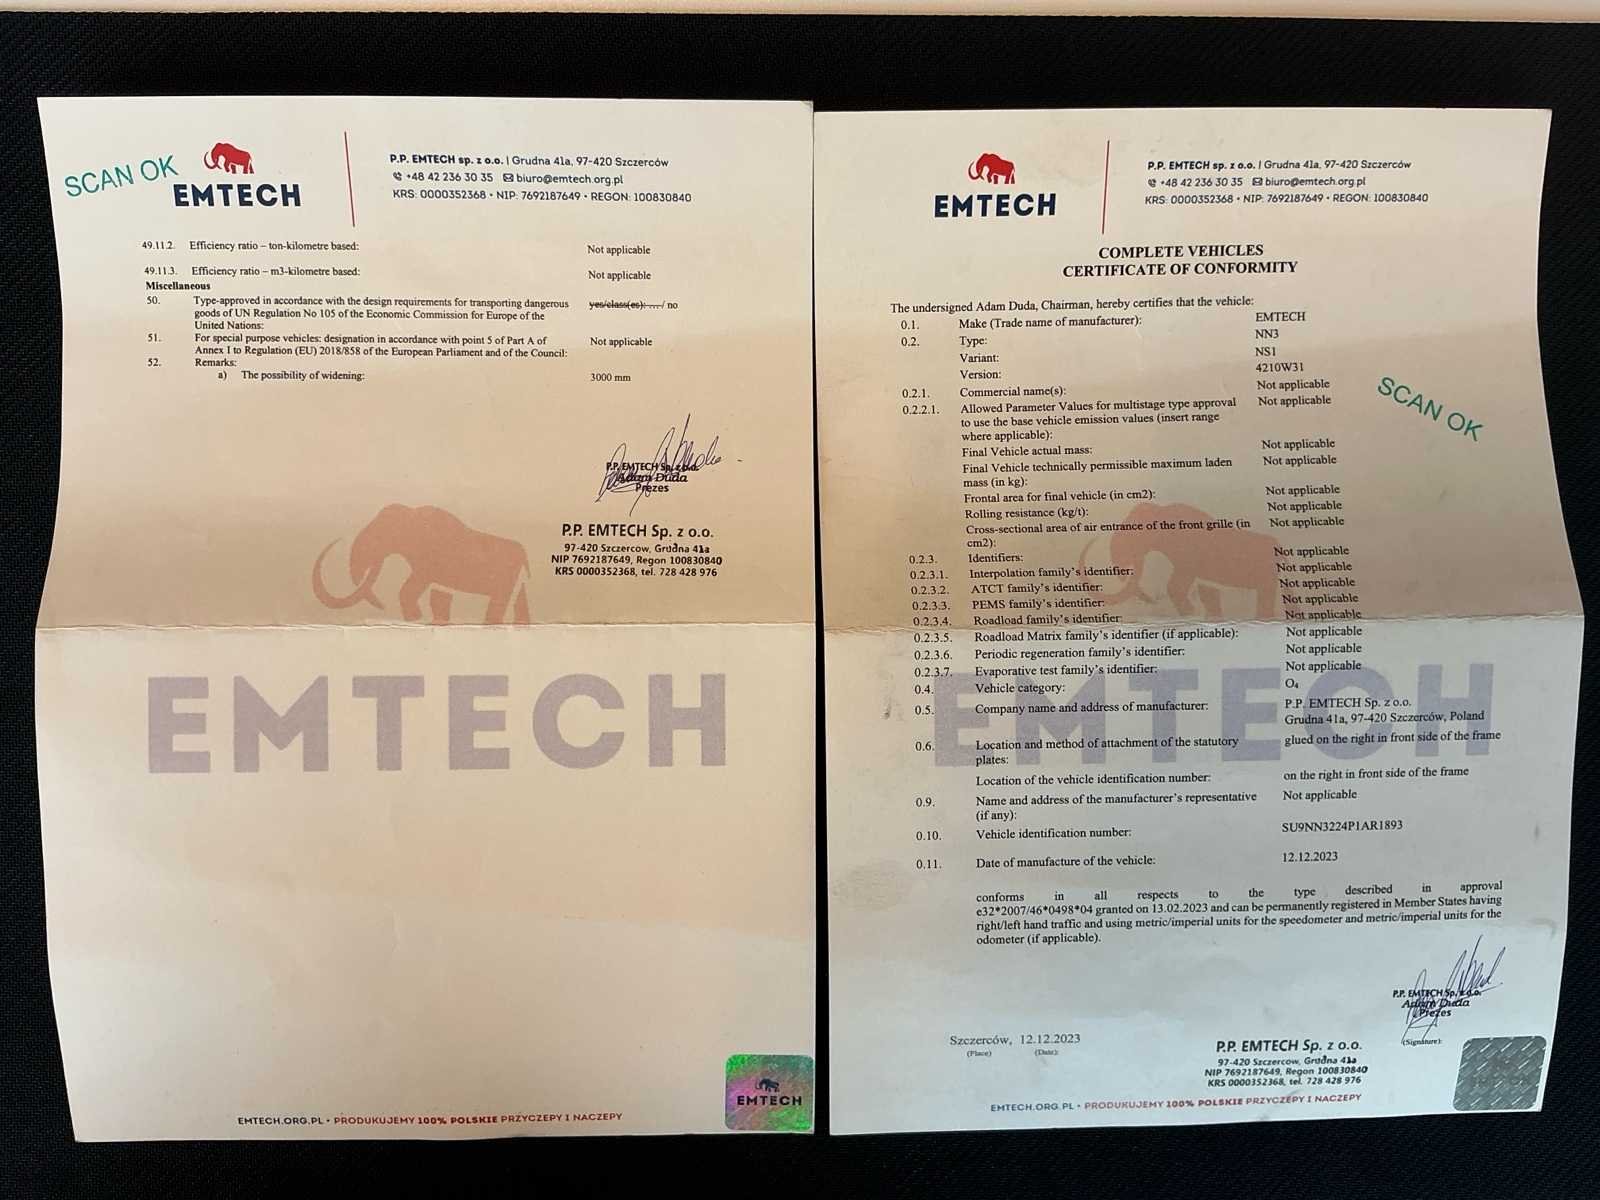 SCAN OK
EMTECH
P.P. EMTECH sp. z o.o. | Grudna 41a, 97-420 Szczerców
+48 42 236 30 35 biuro@emtech.org.pl
KRS: 0000352368 • NIP: 7692187649 • REGON: 100830840
49.11.2. Efficiency ratio – ton-kilometre based: Not applicable
49.11.3. Efficiency ratio – m3-kilometre based: Not applicable
Miscellaneous
50. Type-approved in accordance with the design requirements for transporting dangerous yes/class(es): .... / no
goods of UN Regulation No 105 of the Economic Commission for Europe of the
United Nations:
51. For special purpose vehicles: designation in accordance with point 5 of Part A of Not applicable
Annex I to Regulation (EU) 2018/858 of the European Parliament and of the Council:
52. Remarks:
a) The possibility of widening: 3000 mm
P.P. EMTECH Sp. z o.o.
Adam Duda
Prezes
P.P. EMTECH Sp. z o.o.
97-420 Szczercow, Grudna 41a
NIP 7692187649, Regon 100830840
KRS 0000352368, tel. 728 428 976
EMTECH
EMTECH
EMTECH.ORG.PL • PRODUKUJEMY 100% POLSKIE PRZYCZEPY I NACZEPY
EMTECH
P.P. EMTECH sp. z o.o. | Grudna 41a, 97-420 Szczerców
+48 42 236 30 35 biuro@emtech.org.pl
KRS: 0000352368 • NIP: 7692187649 • REGON: 100830840
COMPLETE VEHICLES
CERTIFICATE OF CONFORMITY
The undersigned Adam Duda, Chairman, hereby certifies that the vehicle:
0.1. Make (Trade name of manufacturer): EMTECH
0.2. Type: NN3
Variant: NS1
Version: 4210W31
0.2.1. Commercial name(s): Not applicable
0.2.2.1. Allowed Parameter Values for multistage type approval Not applicable
to use the base vehicle emission values (insert range
where applicable):
SCAN OK
Final Vehicle actual mass: Not applicable
Final Vehicle technically permissible maximum laden Not applicable
mass (in kg):
Frontal area for final vehicle (in cm2): Not applicable
Rolling resistance (kg/t): Not applicable
Cross-sectional area of air entrance of the front grille (in Not applicable
cm2):
0.2.3. Identifiers: Not applicable
0.2.3.1. Interpolation family's identifier: Not applicable
0.2.3.2. ATCT family's identifier: Not applicable
0.2.3.3. PEMS family's identifier: Not applicable
0.2.3.4. Roadload family's identifier: Not applicable
0.2.3.5. Roadload Matrix family's identifier (if applicable): Not applicable
0.2.3.6. Periodic regeneration family's identifier: Not applicable
0.2.3.7. Evaporative test family's identifier: Not applicable
0.4. Vehicle category: O₄
0.5. Company name and address of manufacturer: P.P. EMTECH Sp. z o.o.
Grudna 41a, 97-420 Szczerców, Poland
0.6. Location and method of attachment of the statutory glued on the right in front side of the frame
plates:
Location of the vehicle identification number: on the right in front side of the frame
0.9. Name and address of the manufacturer's representative Not applicable
(if any):
0.10. Vehicle identification number: SU9NN3224P1AR1893
0.11. Date of manufacture of the vehicle: 12.12.2023
EMTECH
conforms in all respects to the type described in approval
e32*2007/46*0498*04 granted on 13.02.2023 and can be permanently registered in Member States having
right/left hand traffic and using metric/imperial units for the speedometer and metric/imperial units for the
odometer (if applicable).
P.P. EMTECH Sp. z o.o.
Adam Duda
Prezes
(Signature):
Szczerców, 12.12.2023
(Place) (Date):
P.P. EMTECH Sp. z o.o.
97-420 Szczercow, Grudna 41a
NIP 7692187649, Regon 100830840
KRS 0000352368, tel. 728 428 976
EMTECH.ORG.PL • PRODUKUJEMY 100% POLSKIE PRZYCZEPY I NACZEPY